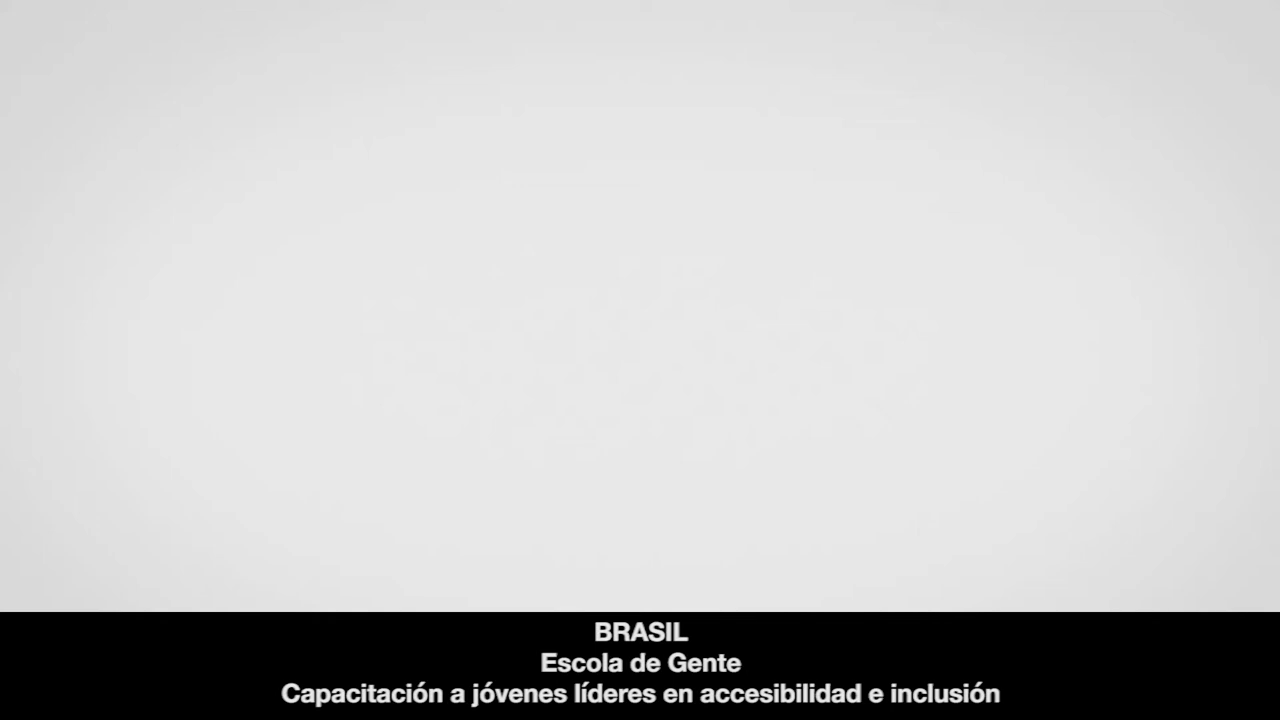 BRASIL
Escola de Gente
Capacitación a jóvenes líderes en accesibilidad e inclusión